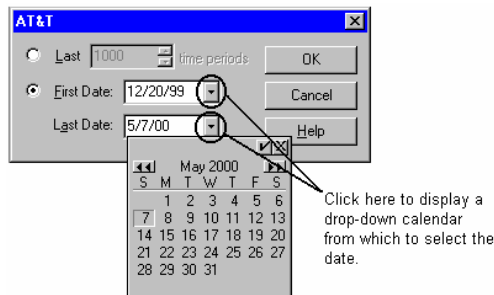 AT&T
Last 1000 time periods
OK
First Date: 12/20/99
Cancel
Last Date: 5/7/00
Help
May 2000
S M T W T F S
1 2 3 4 5 6
7 8 9 10 11 12 13
14 15 16 17 18 19 20
21 22 23 24 25 26 27
28 29 30 31
Click here to display a
drop-down calendar
from which to select the
date.